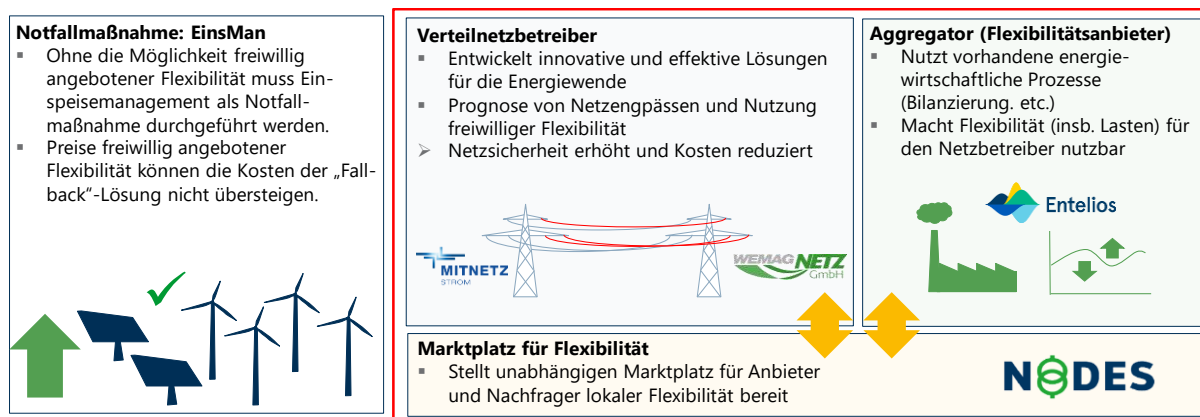 Notfallmaßnahme: EinsMan
▪ Ohne die Möglichkeit freiwillig
angebotener Flexibilität muss Ein-
speisemanagement als Notfall-
maßnahme durchgeführt werden.
▪ Preise freiwillig angebotener
Flexibilität können die Kosten der „Fall-
back“-Lösung nicht übersteigen.
Verteilnetzbetreiber
▪ Entwickelt innovative und effektive Lösungen
für die Energiewende
▪ Prognose von Netzengpässen und Nutzung
freiwilliger Flexibilität
➢ Netzsicherheit erhöht und Kosten reduziert
MITNETZ
STROM
WEMAGNETZ
GmbH
Aggregator (Flexibilitätsanbieter)
▪ Nutzt vorhandene energie-
wirtschaftliche Prozesse
(Bilanzierung. etc.)
▪ Macht Flexibilität (insb. Lasten) für
den Netzbetreiber nutzbar
Entelios
Marktplatz für Flexibilität
▪ Stellt unabhängigen Marktplatz für Anbieter
und Nachfrager lokaler Flexibilität bereit
NODES